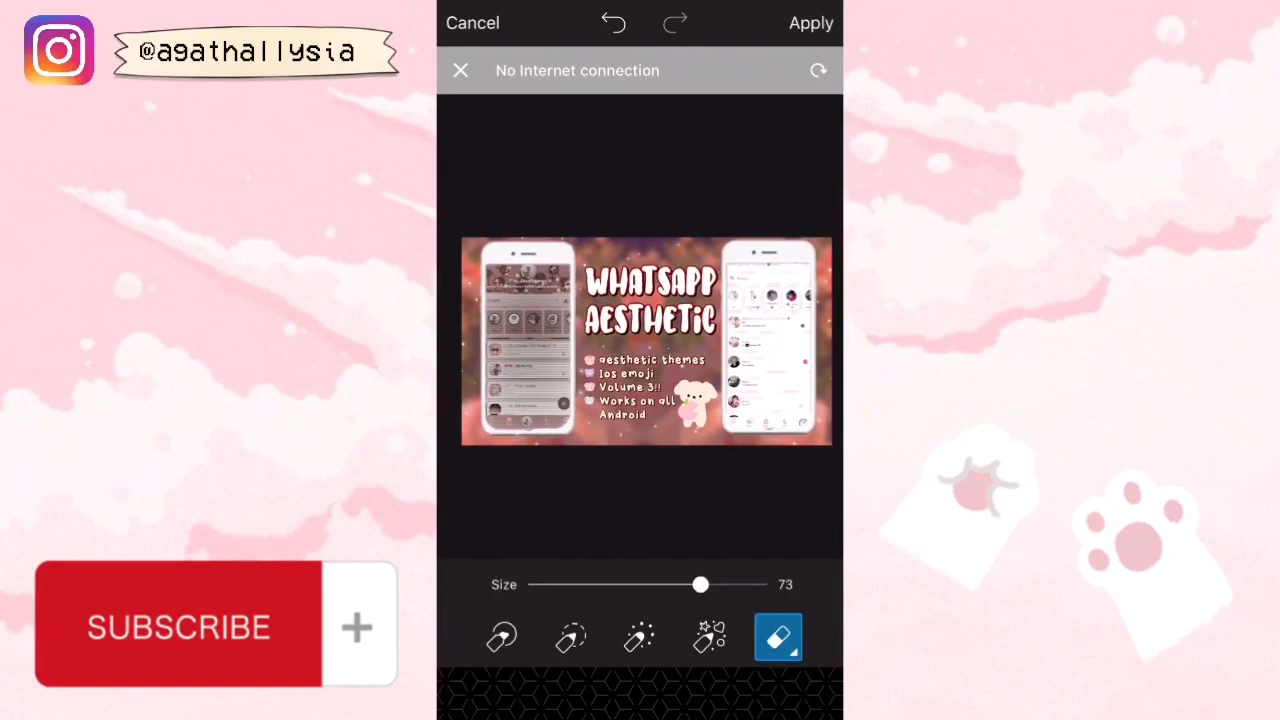 @agathallysia
Cancel
Apply
No Internet connection
WHATSAPP
AESTHETIC
aesthetic themes
Ios emoji
Volume 3!!
Works on all
Android
Size
73
SUBSCRIBE
+